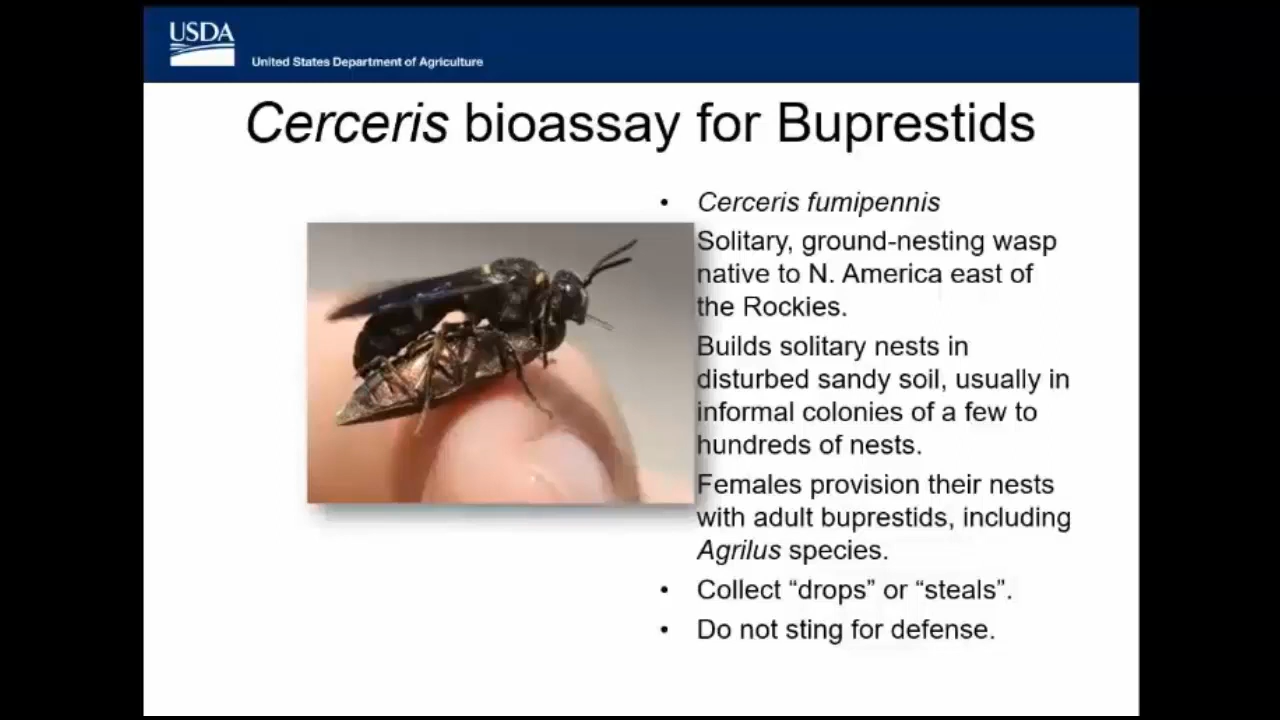 USDA
United States Department of Agriculture
Cerceris bioassay for Buprestids
• Cerceris fumipennis
Solitary, ground-nesting wasp
native to N. America east of
the Rockies.
Builds solitary nests in
disturbed sandy soil, usually in
informal colonies of a few to
hundreds of nests.
Females provision their nests
with adult buprestids, including
Agrilus species.
• Collect “drops” or “steals”.
• Do not sting for defense.